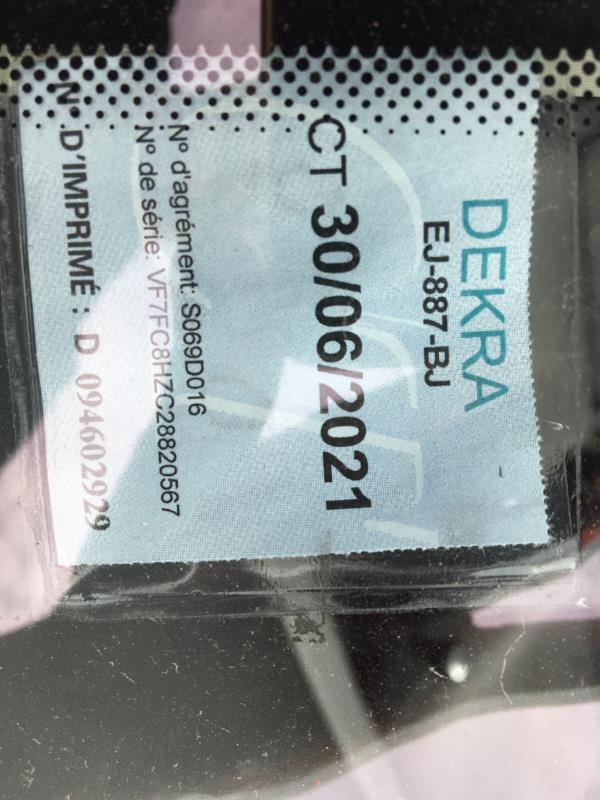 DEKRA
EJ-887-BJ
CT 30/06/2021
N° d'agrément: S069D016
N° de série: VF7FC8HZC28820567
N° D'IMPRIMÉ : D 094602929